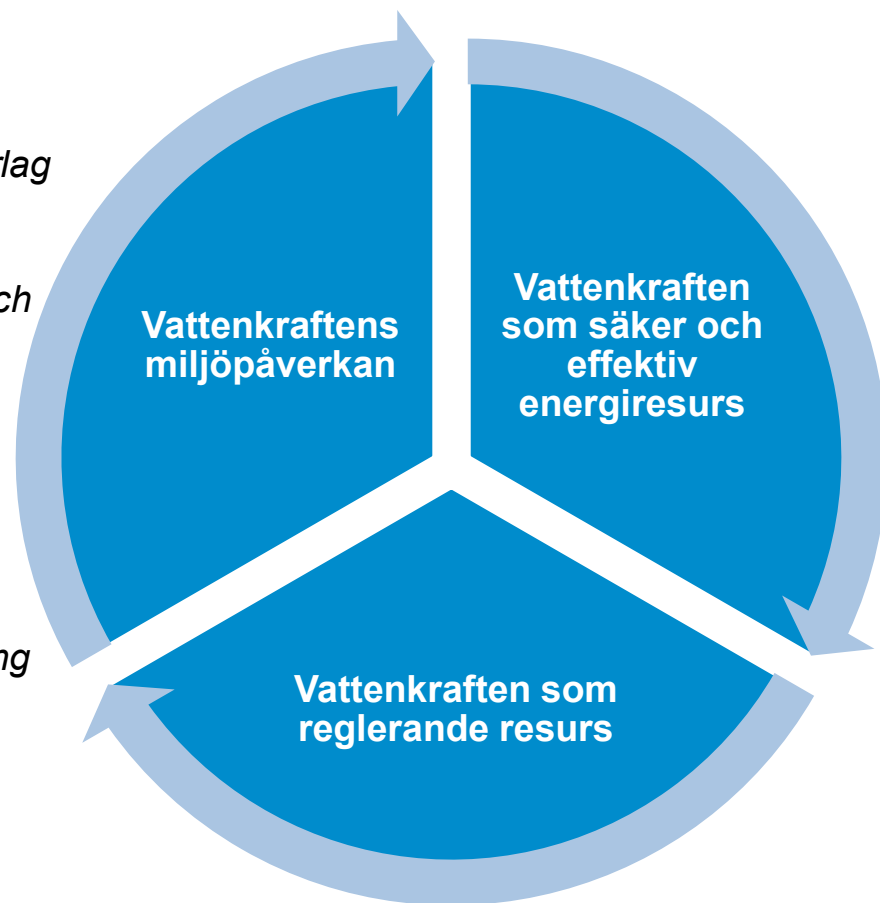 Vattenkraftens
miljöpåverkan
Vattenkraften
som säker och
effektiv
energiresurs
Vattenkraften som
reglerande resurs